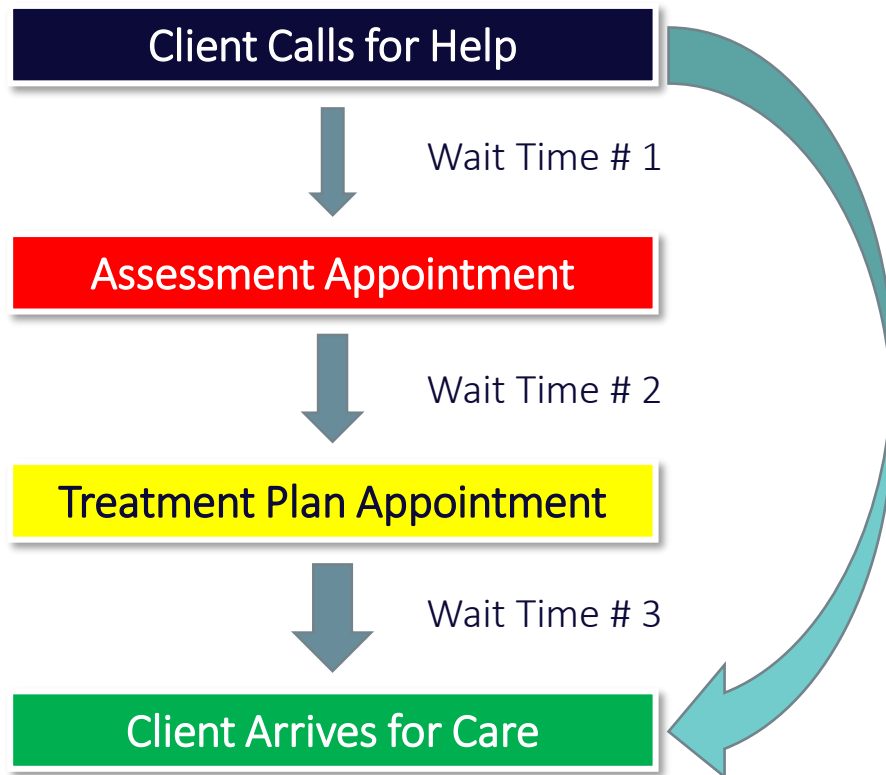 Client Calls for Help
Wait Time # 1
Assessment Appointment
Wait Time # 2
Treatment Plan Appointment
Wait Time # 3
Client Arrives for Care